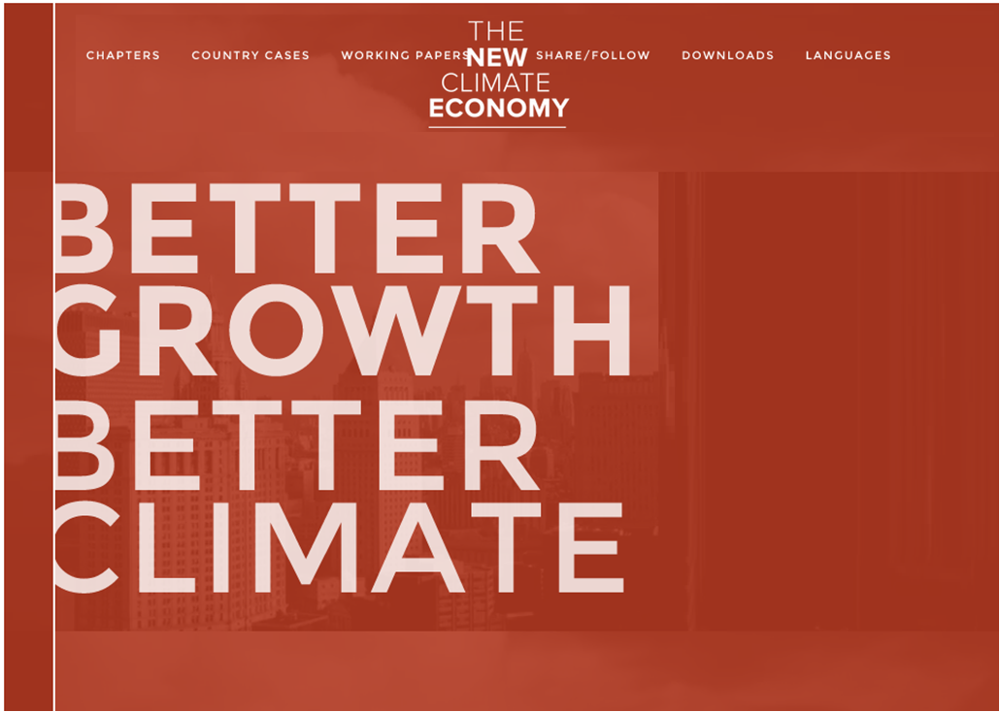 THE
CHAPTERS COUNTRY CASES WORKING PAPERS NEW SHARE/FOLLOW DOWNLOADS LANGUAGES
CLIMATE
ECONOMY
BETTER
GROWTH
BETTER
CLIMATE